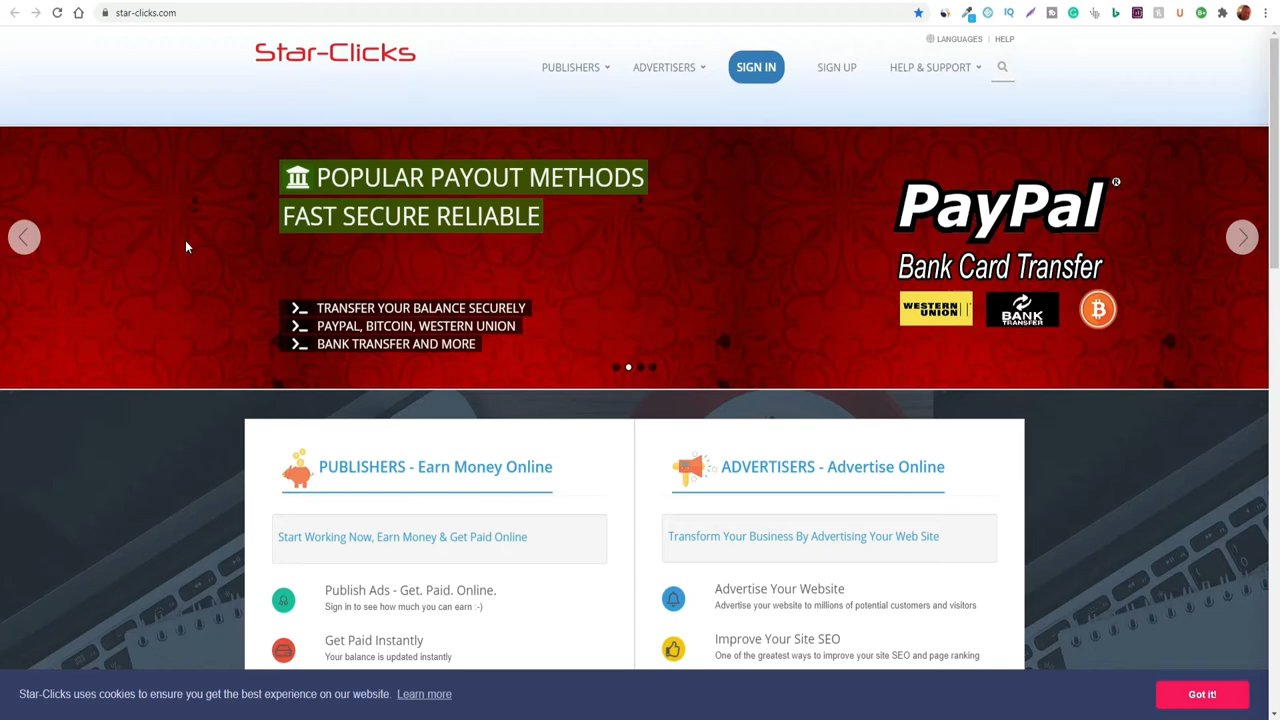 star-clicks.com
LANGUAGES | HELP
Star-Clicks
PUBLISHERS ADVERTISERS SIGN IN SIGN UP HELP & SUPPORT
POPULAR PAYOUT METHODS
FAST SECURE RELIABLE
TRANSFER YOUR BALANCE SECURELY
PAYPAL, BITCOIN, WESTERN UNION
BANK TRANSFER AND MORE
PayPal ®
Bank Card Transfer
WESTERN UNION
BANK TRANSFER
PUBLISHERS - Earn Money Online
Start Working Now, Earn Money & Get Paid Online
Publish Ads - Get. Paid. Online.
Sign in to see how much you can earn :-)
Get Paid Instantly
Your balance is updated instantly
ADVERTISERS - Advertise Online
Transform Your Business By Advertising Your Web Site
Advertise Your Website
Advertise your website to millions of potential customers and visitors
Improve Your Site SEO
One of the greatest ways to improve your site SEO and page ranking
Star-Clicks uses cookies to ensure you get the best experience on our website. Learn more
Got it!